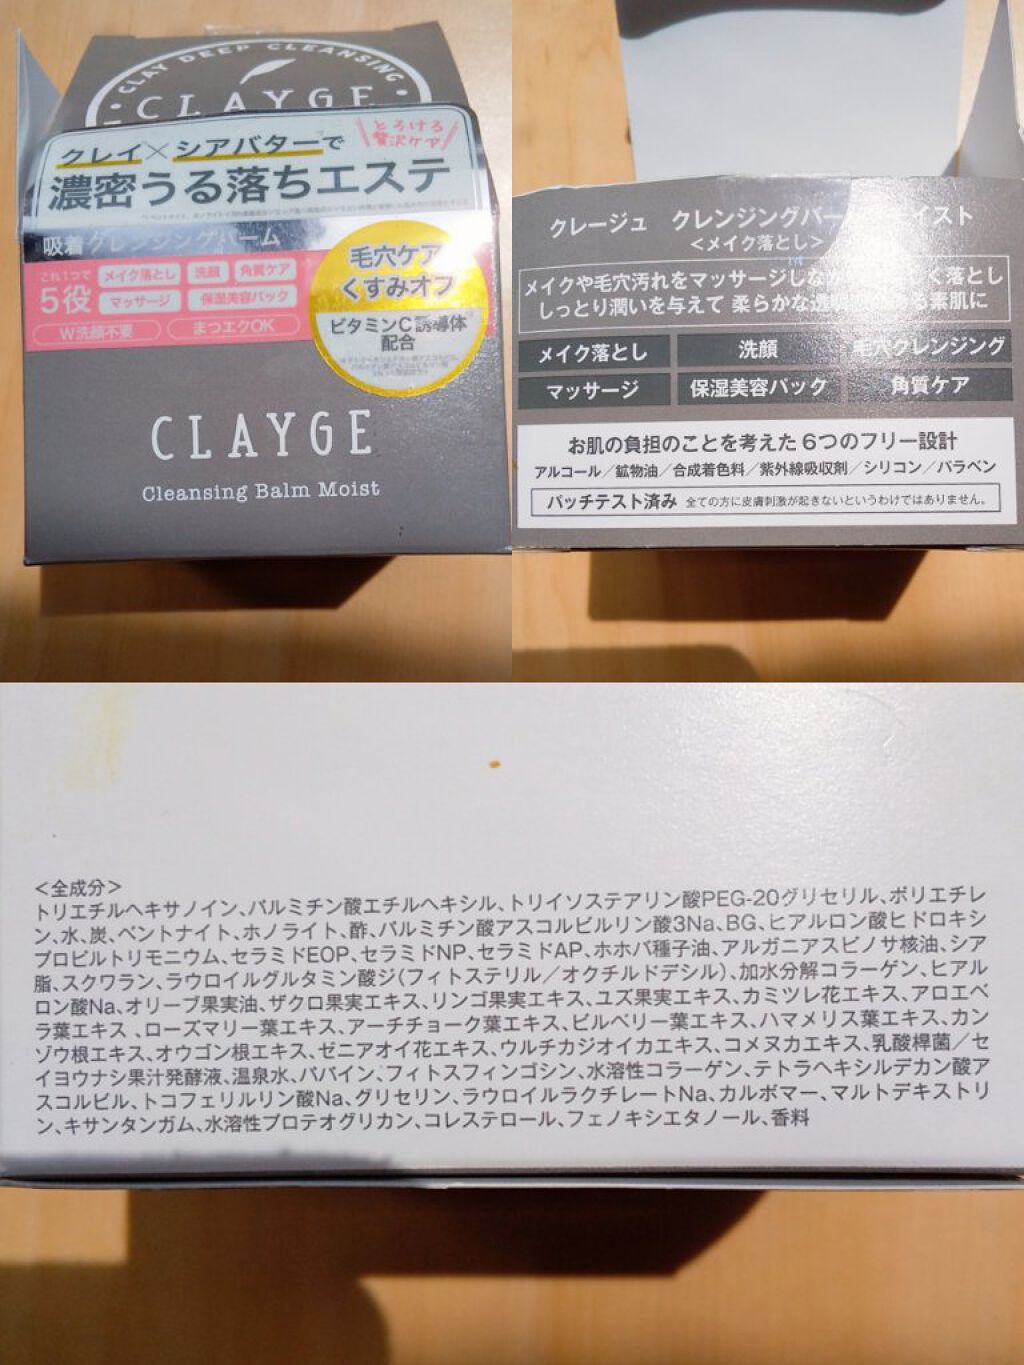 CLAY DEEP CLEANSING
CLAYGE
クレイ×シアバターで
とろける
贅沢ケア
濃密うる落ちエステ
吸着クレンジングバーム
これ1つで
5役
メイク落とし 洗顔 角質ケア
マッサージ 保湿美容パック
W洗顔不要 まつエクOK
毛穴ケア
くすみオフ
ビタミンC誘導体
配合
CLAYGE
Cleansing Balm Moist
クレージュ クレンジングバー イスト
<メイク落とし>
メイクや毛穴汚れをマッサージしな く落とし
しっとり潤いを与えて 柔らかな透 る素肌に
メイク落とし 洗顔 毛穴クレンジング
マッサージ 保湿美容パック 角質ケア
お肌の負担のことを考えた6つのフリー設計
アルコール/鉱物油/合成着色料/紫外線吸収剤/シリコン/パラベン
パッチテスト済み 全ての方に皮膚刺激が起きないというわけではありません。
<全成分>
トリエチルヘキサノイン、パルミチン酸エチルヘキシル、トリイソステアリン酸PEG-20グリセリル、ポリエチレ
ン、水、炭、ベントナイト、ホノライト、酢、パルミチン酸アスコルビルリン酸3Na、BG、ヒアルロン酸ヒドロキシ
プロピルトリモニウム、セラミドEOP、セラミドNP、セラミドAP、ホホバ種子油、アルガニアスピノサ核油、シア
脂、スクワラン、ラウロイルグルタミン酸ジ(フィトステリル/オクチルドデシル)、加水分解コラーゲン、ヒアル
ロン酸Na、オリーブ果実油、ザクロ果実エキス、リンゴ果実エキス、ユズ果実エキス、カミツレ花エキス、アロエベ
ラ葉エキス、ローズマリー葉エキス、アーチチョーク葉エキス、ビルベリー葉エキス、ハマメリス葉エキス、カン
ゾウ根エキス、オウゴン根エキス、ゼニアオイ花エキス、ウルチカジオイカエキス、コメヌカエキス、乳酸桿菌/セ
イヨウナシ果汁発酵液、温泉水、パパイン、フィトスフィンゴシン、水溶性コラーゲン、テトラヘキシルデカン酸ア
スコルビル、トコフェリルリン酸Na、グリセリン、ラウロイルラクチレートNa、カルボマー、マルトデキストリ
ン、キサンタンガム、水溶性プロテオグリカン、コレステロール、フェノキシエタノール、香料